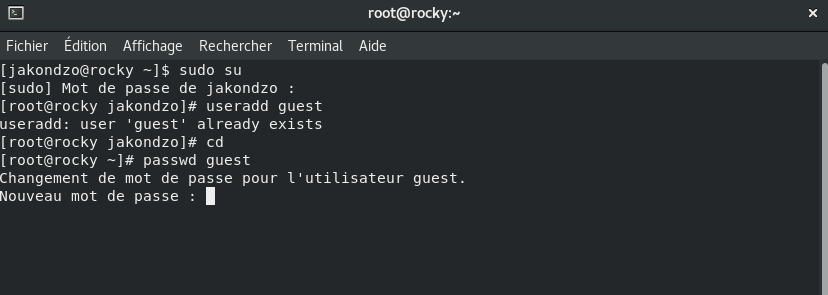 root@rocky:~
Fichier Édition Affichage Rechercher Terminal Aide
[jakondzo@rocky ~]$ sudo su
[sudo] Mot de passe de jakondzo :
[root@rocky jakondzo]# useradd guest
useradd: user 'guest' already exists
[root@rocky jakondzo]# cd
[root@rocky ~]# passwd guest
Changement de mot de passe pour l'utilisateur guest.
Nouveau mot de passe :